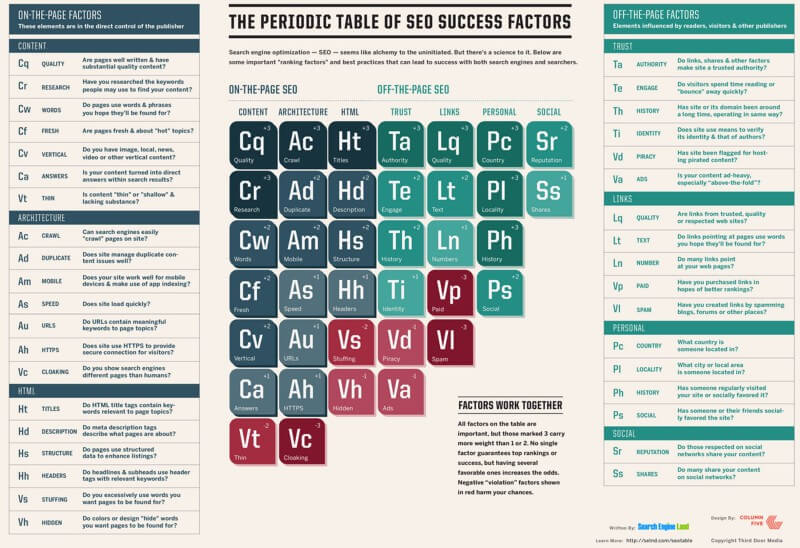 ON-THE-PAGE FACTORS
These elements are in the direct control of the publisher
CONTENT
Cq QUALITY Are pages well written & have
substantial quality content?
Cr RESEARCH Have you researched the keywords
people may use to find your content?
Cw WORDS Do pages use words & phrases
you hope they'll be found for?
Cf FRESH Are pages fresh & about "hot" topics?
Cv VERTICAL Do you have image, local, news,
video or other vertical content?
Ca ANSWERS Is your content turned into direct
answers within search results?
Vt THIN Is content "thin" or "shallow" &
lacking substance?
ARCHITECTURE
Ac CRAWL Can search engines easily
"crawl" pages on site?
Ad DUPLICATE Does site manage duplicate con-
tent issues well?
Am MOBILE Does your site work well for mobile
devices & make use of app indexing?
As SPEED Does site load quickly?
Au URLS Do URLs contain meaningful
keywords to page topics?
Ah HTTPS Does site use HTTPS to provide
secure connection for visitors?
Vc CLOAKING Do you show search engines
different pages than humans?
HTML
Ht TITLES Do HTML title tags contain key-
words relevant to page topics?
Hd DESCRIPTION Do meta description tags
describe what pages are about?
Hs STRUCTURE Do pages use structured
data to enhance listings?
Hh HEADERS Do headlines & subheads use header
tags with relevant keywords?
Vs STUFFING Do you excessively use words you
want pages to be found for?
Vh HIDDEN Do colors or design "hide" words
you want pages to be found for?
THE PERIODIC TABLE OF SEO SUCCESS FACTORS
Search engine optimization — SEO — seems like alchemy to the uninitiated. But there's a science to it. Below are
some important "ranking factors" and best practices that can lead to success with both search engines and searchers.
ON-THE-PAGE SEO OFF-THE-PAGE SEO
CONTENT ARCHITECTURE HTML TRUST LINKS PERSONAL SOCIAL
+3 +3 +3 +3 +3 +3 +2
Cq Ac Ht Ta Lq Pc Sr
Quality Crawl Titles Authority Quality Country Reputation
+3 +2 +2 +2 +2 +3 +1
Cr Ad Hd Te Lt Pl Ss
Research Duplicate Description Engage Text Locality Shares
+2 +2 +2 +2 +1 +3
Cw Am Hs Th Ln Ph
Words Mobile Structure History Numbers History
+2 +1 +1 +1 -3 +2
Cf As Hh Ti Vp Ps
Fresh Speed Headers Identity Paid Social
+2 +1 -2 -1 -3
Cv Au Vs Vd Vl
Vertical URLs Stuffing Piracy Spam
+1 +1 -1 -1
Ca Ah Vh Va
Answers HTTPS Hidden Ads
-2 -3
Vt Vc
Thin Cloaking
FACTORS WORK TOGETHER
All factors on the table are
important, but those marked 3 carry
more weight than 1 or 2. No single
factor guarantees top rankings or
success, but having several
favorable ones increases the odds.
Negative "violation" factors shown
in red harm your chances.
OFF-THE-PAGE FACTORS
Elements influenced by readers, visitors & other publishers
TRUST
Ta AUTHORITY Do links, shares & other factors
make site a trusted authority?
Te ENGAGE Do visitors spend time reading or
"bounce" away quickly?
Th HISTORY Has site or its domain been around
a long time, operating in same way?
Ti IDENTITY Does site use means to verify
its identity & that of authors?
Vd PIRACY Has site been flagged for host-
ing pirated content?
Va ADS Is your content ad-heavy,
especially "above-the-fold"?
LINKS
Lq QUALITY Are links from trusted, quality
or respected web sites?
Lt TEXT Do links pointing at pages use words
you hope they'll be found for?
Ln NUMBER Do many links point
at your web pages?
Vp PAID Have you purchased links in
hopes of better rankings?
Vl SPAM Have you created links by spamming
blogs, forums or other places?
PERSONAL
Pc COUNTRY What country is
someone located in?
Pl LOCALITY What city or local area
is someone located in?
Ph HISTORY Has someone regularly visited
your site or socially favored it?
Ps SOCIAL Has someone or their friends social-
ly favored the site?
SOCIAL
Sr REPUTATION Do those respected on social
networks share your content?
Ss SHARES Do many share your content
on social networks?
Written By: Search Engine Land
Design By: COLUMN FIVE
Learn More: http://selnd.com/seotable
Copyright Third Door Media